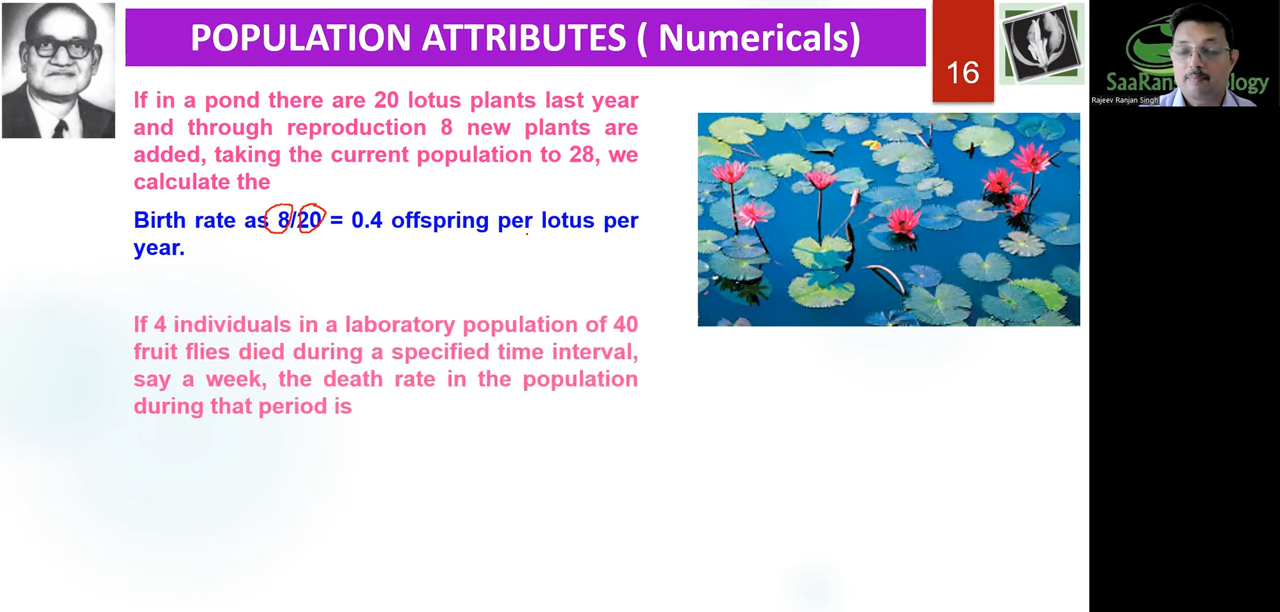 POPULATION ATTRIBUTES ( Numericals)
16
SaaRan
ogy
Rajeev Ranjan Singh
If in a pond there are 20 lotus plants last year
and through reproduction 8 new plants are
added, taking the current population to 28, we
calculate the
Birth rate as 8/20 = 0.4 offspring per lotus per
year.
If 4 individuals in a laboratory population of 40
fruit flies died during a specified time interval,
say a week, the death rate in the population
during that period is